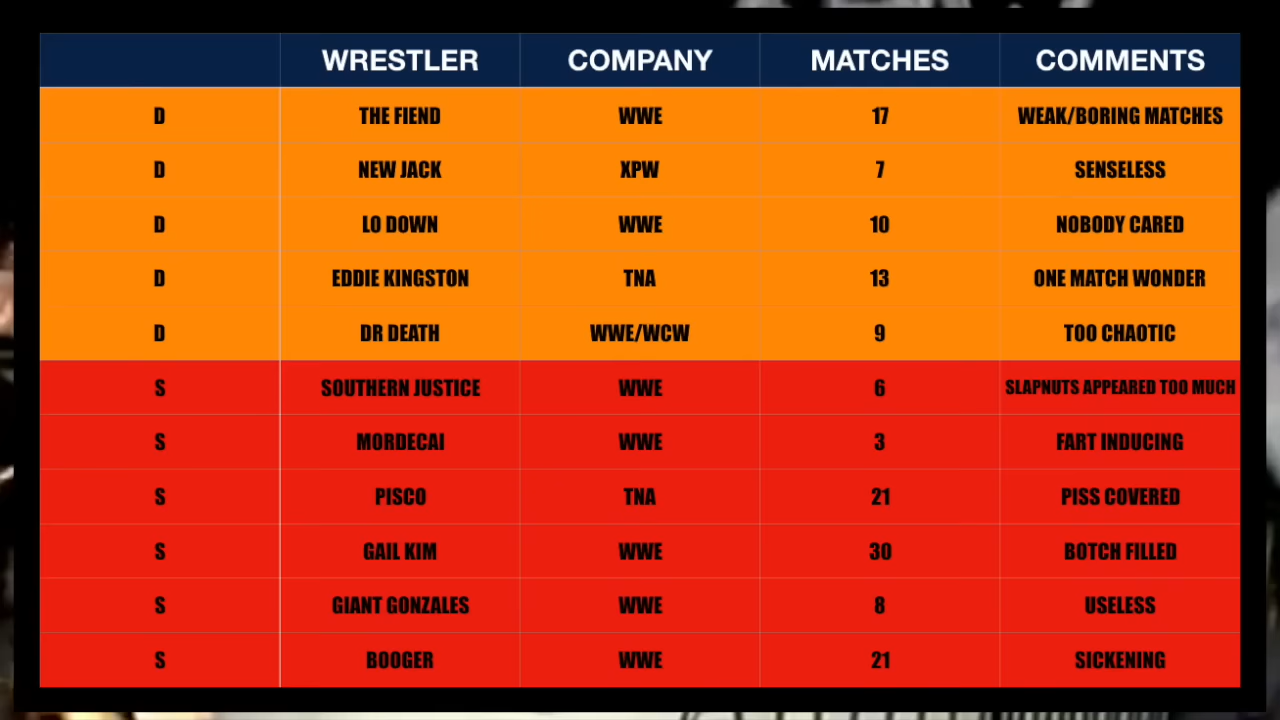 WRESTLER COMPANY MATCHES COMMENTS
D THE FIEND WWE 17 WEAK/BORING MATCHES
D NEW JACK XPW 7 SENSELESS
D LO DOWN WWE 10 NOBODY CARED
D EDDIE KINGSTON TNA 13 ONE MATCH WONDER
D DR DEATH WWE/WCW 9 TOO CHAOTIC
S SOUTHERN JUSTICE WWE 6 SLAPNUTS APPEARED TOO MUCH
S MORDECAI WWE 3 FART INDUCING
S PISCO TNA 21 PISS COVERED
S GAIL KIM WWE 30 BOTCH FILLED
S GIANT GONZALES WWE 8 USELESS
S BOOGER WWE 21 SICKENING